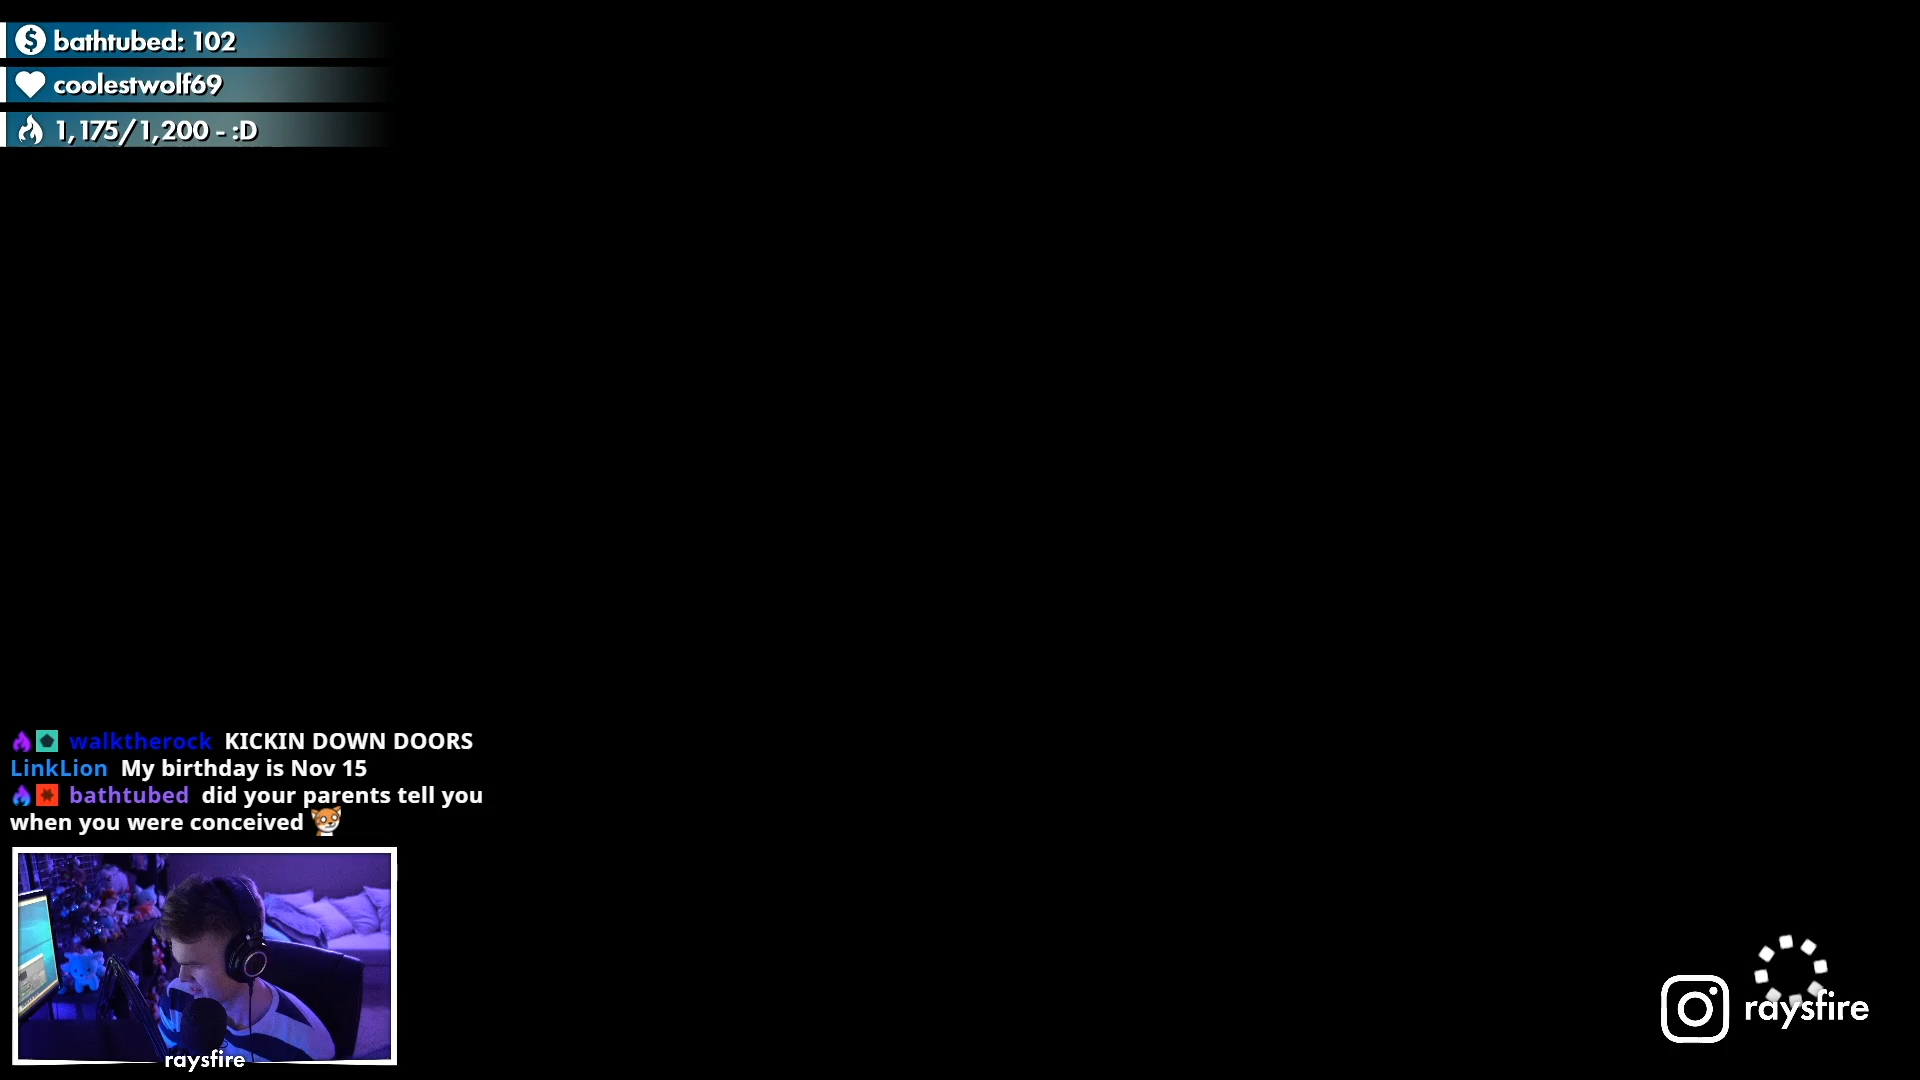 bathtubed: 102
coolestwolf69
1,175/1,200 - :D
walktherock KICKIN DOWN DOORS
LinkLion My birthday is Nov 15
bathtubed did your parents tell you
when you were conceived
raysfire
raysfire